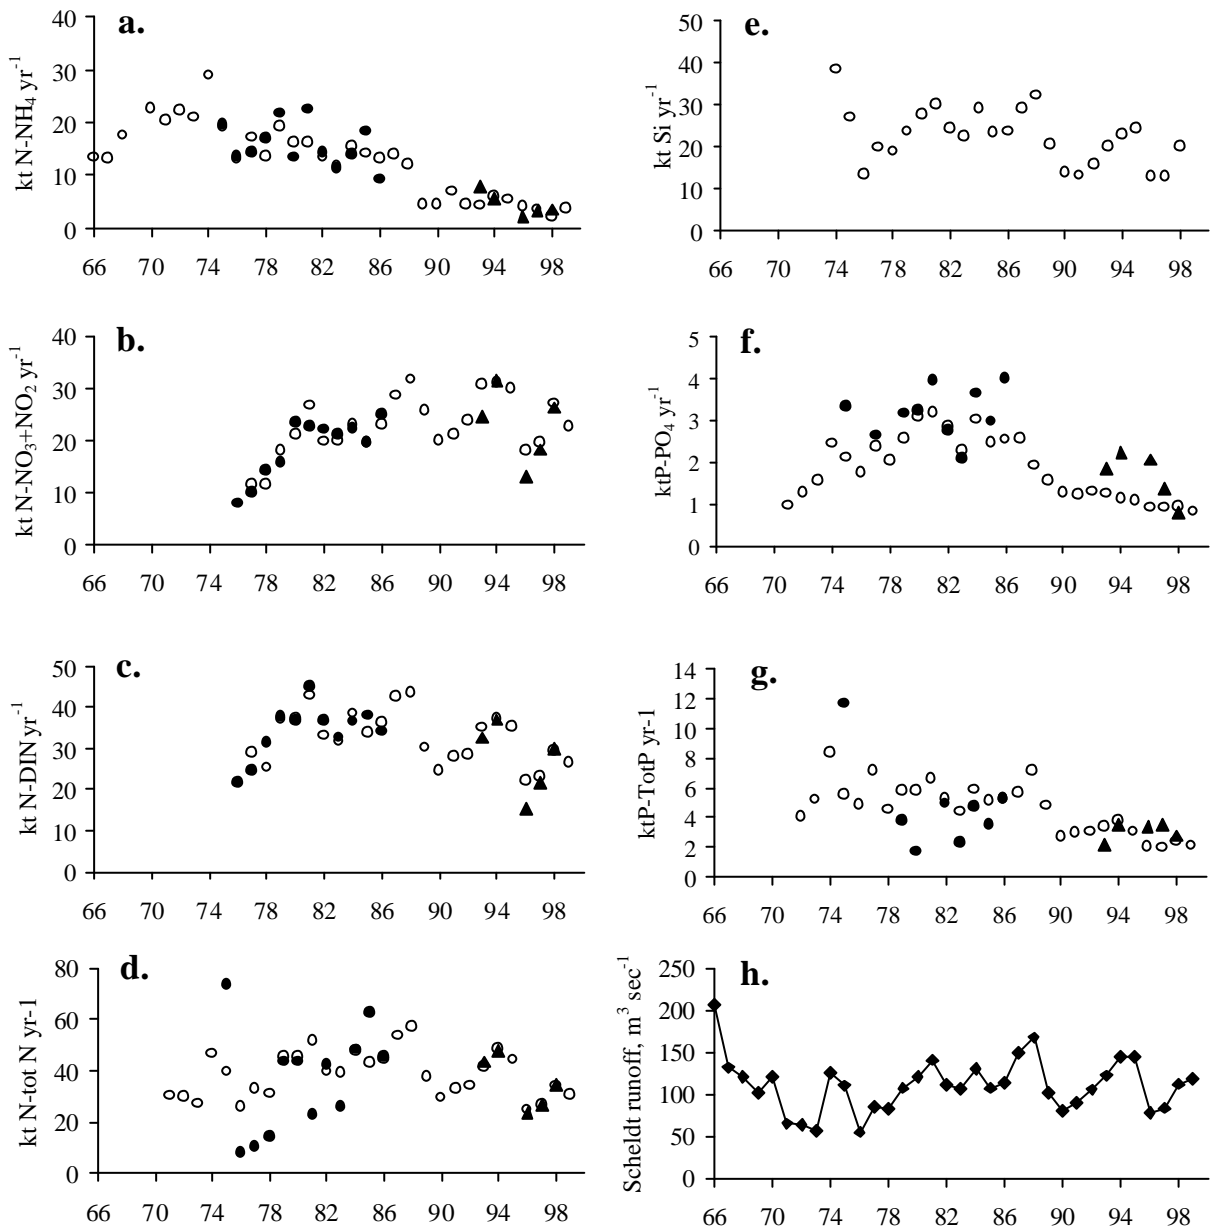 a.
kt N-NH4 yr-1
40
30
20
10
0
66 70 74 78 82 86 90 94 98
b.
kt N-NO3+NO2 yr-1
40
30
20
10
0
66 70 74 78 82 86 90 94 98
c.
kt N-DIN yr-1
50
40
30
20
10
0
66 70 74 78 82 86 90 94 98
d.
kt N-tot N yr-1
80
60
40
20
0
66 70 74 78 82 86 90 94 98
e.
kt Si yr-1
50
40
30
20
10
0
66 70 74 78 82 86 90 94 98
f.
ktP-PO4 yr-1
5
4
3
2
1
0
66 70 74 78 82 86 90 94 98
g.
ktP-TotP yr-1
14
12
10
8
6
4
2
0
66 70 74 78 82 86 90 94 98
h.
Scheldt runoff, m3 sec-1
250
200
150
100
50
0
66 70 74 78 82 86 90 94 98